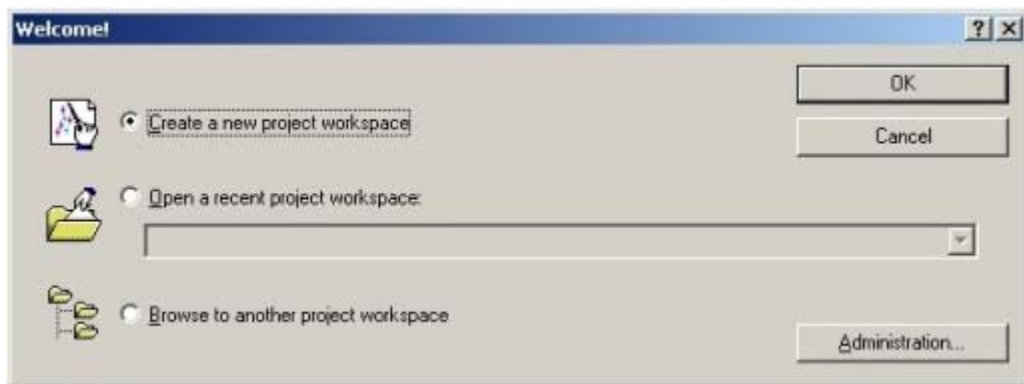 Welcome!
OK
Create a new project workspace
Cancel
Open a recent project workspace:
Browse to another project workspace
Administration...